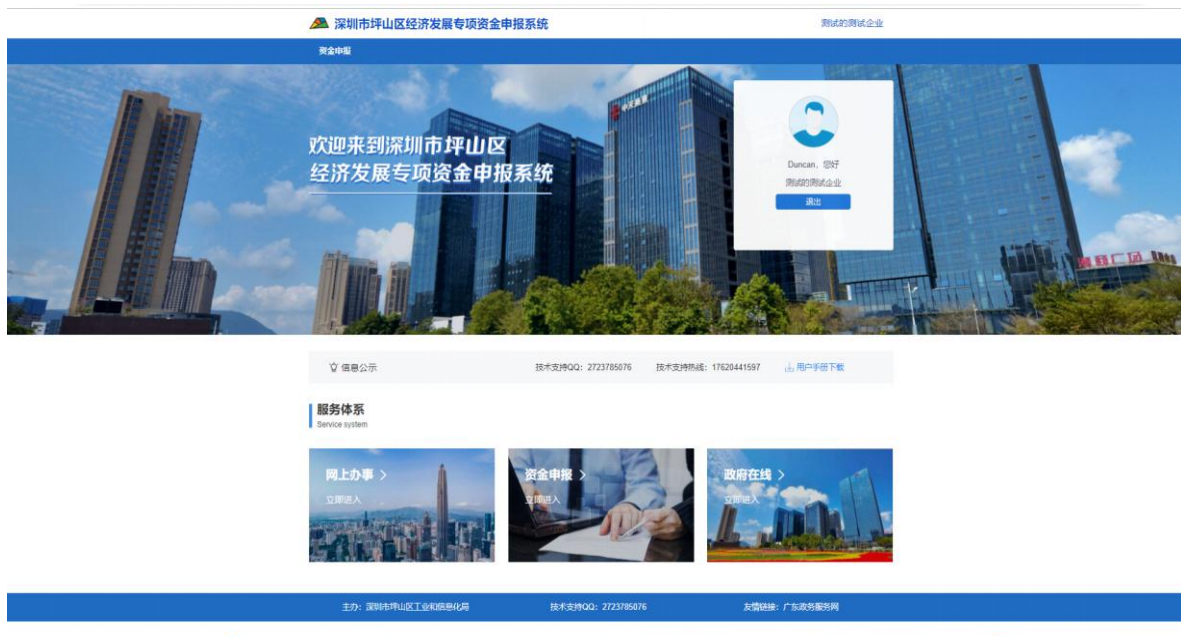 深圳市坪山区经济发展专项资金申报系统
测试的测试企业
资金申报
欢迎来到深圳市坪山区
经济发展专项资金申报系统
Duncan，您好
测试的测试企业
退出
信息公示 技术支持QQ：2723785076 技术支持热线：17620441597 用户手册下载
服务体系
Service system
网上办事 >
立即进入
资金申报 >
立即进入
政府在线 >
立即进入
主办：深圳市坪山区工业和信息化局 技术支持QQ：2723785076 友情链接：广东政务服务网